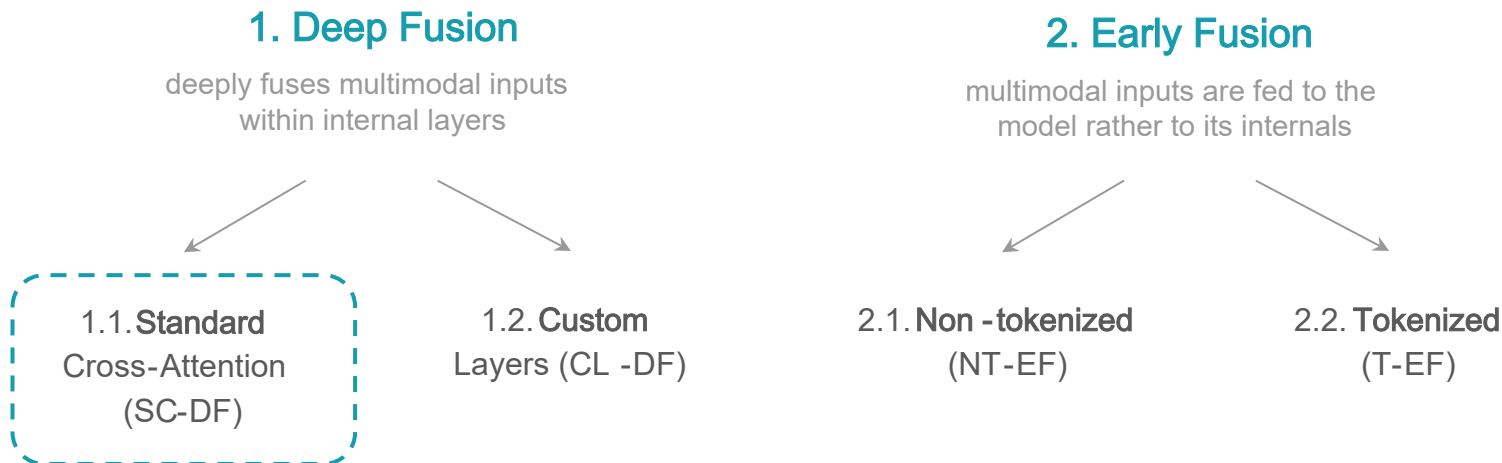 1. Deep Fusion
deeply fuses multimodal inputs
within internal layers
1.1. Standard
Cross-Attention
(SC-DF)
1.2. Custom
Layers (CL -DF)
2. Early Fusion
multimodal inputs are fed to the
model rather to its internals
2.1. Non -tokenized
(NT-EF)
2.2. Tokenized
(T-EF)